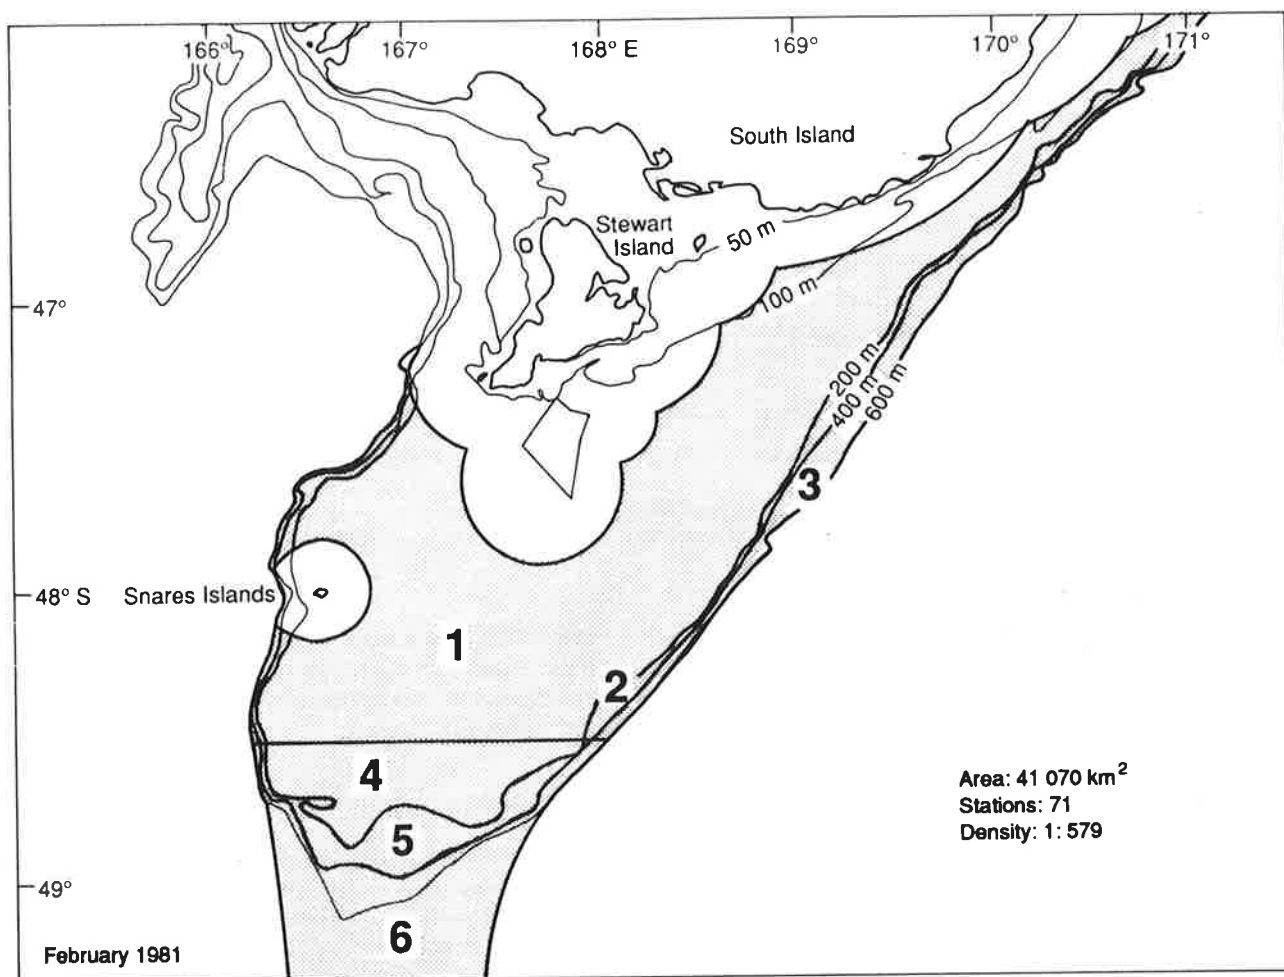 166°
167°
168° E
169°
170°
171°
South Island
Stewart
Island
50 m
100 m
47°
200 m
400 m
600 m
3
48° S
Snares Islands
1
2
4
5
Area: 41 070 km²
Stations: 71
Density: 1: 579
49°
6
February 1981